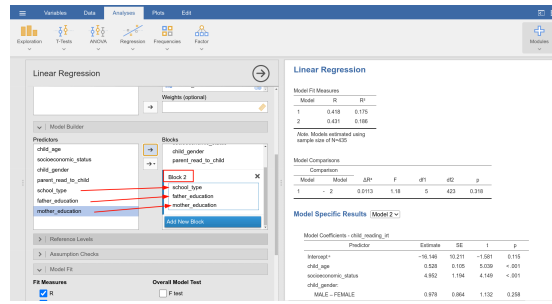 Variables Data Analyses Plots Edit
Exploration T-Tests ANOVA Regression Frequencies Factor Modules
Linear Regression
Weights (optional)
Model Builder
Predictors
child_age
socioeconomic_status
child_gender
parent_read_to_child
school_type
father_education
mother_education
Blocks
child_gender
parent_read_to_child
Block 2
school_type
father_education
mother_education
Add New Block
Reference Levels
Assumption Checks
Model Fit
Fit Measures Overall Model Test
R F test
Linear Regression
Model Fit Measures
Model R R²
1 0.418 0.175
2 0.431 0.186
Note. Models estimated using
sample size of N=435
Model Comparisons
Comparison
Model Model ΔR² F df1 df2 p
1 - 2 0.0113 1.18 5 423 0.318
Model Specific Results Model 2
Model Coefficients - child_reading_int
Predictor Estimate SE t p
Intercept −16.146 10.211 −1.581 0.115
child_age 0.528 0.105 5.039 < .001
socioeconomic_status 4.952 1.194 4.149 < .001
child_gender:
MALE – FEMALE 0.978 0.864 1.132 0.258